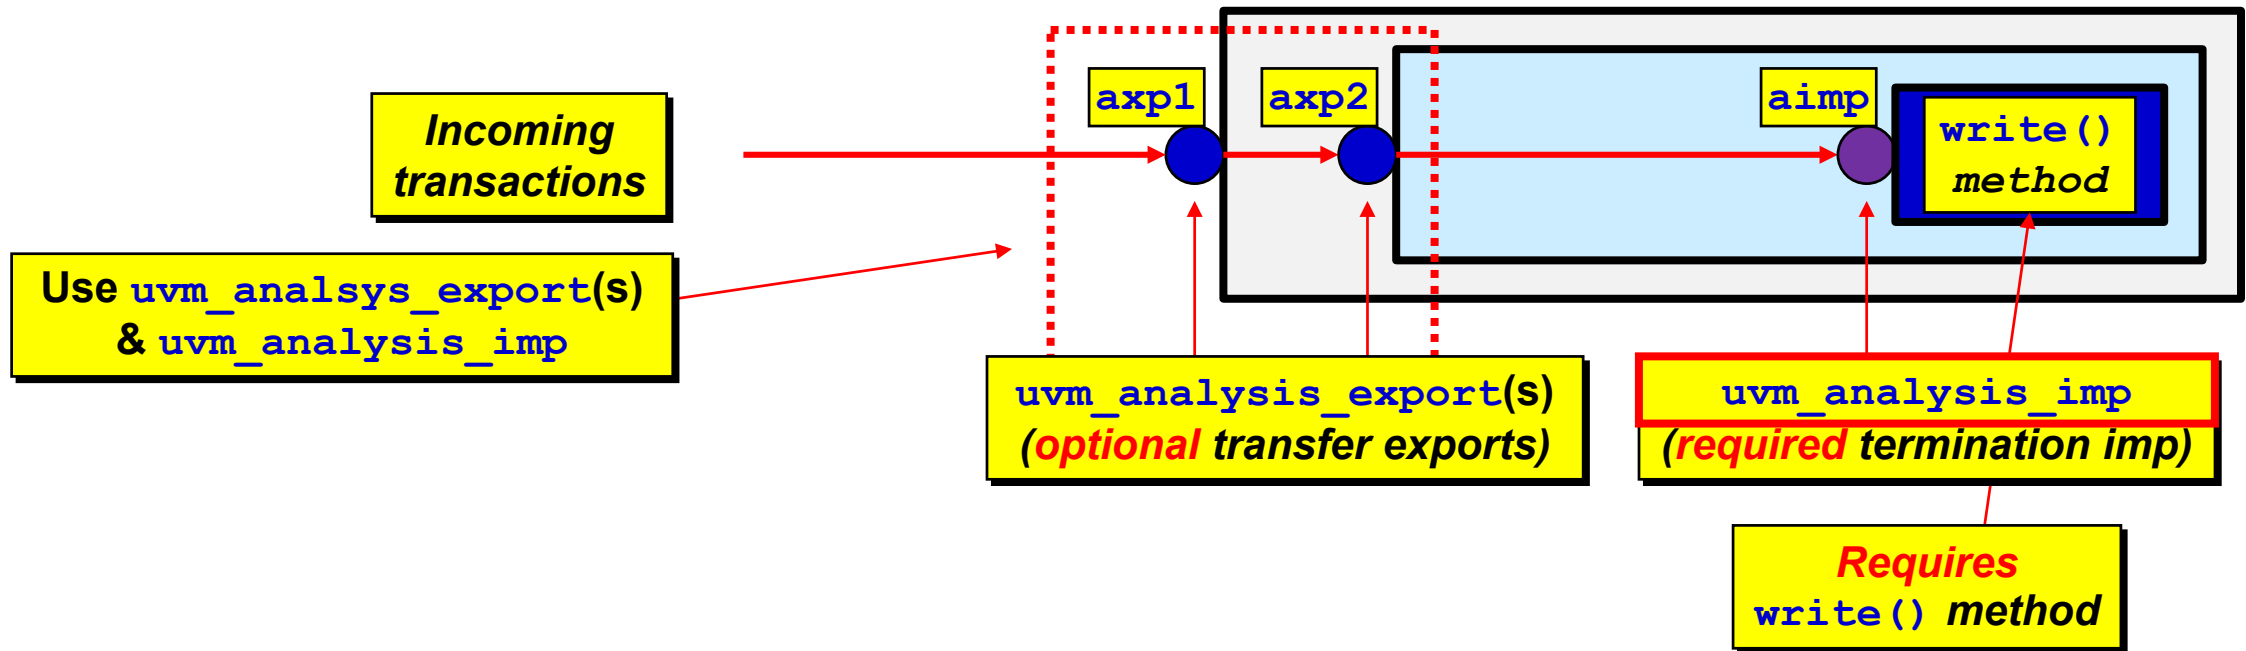 axp1
axp2
aimp
write()
method
Incoming
transactions
Use uvm_analsys_export(s)
& uvm_analysis_imp
uvm_analysis_export(s)
(optional transfer exports)
uvm_analysis_imp
(required termination imp)
Requires
write() method